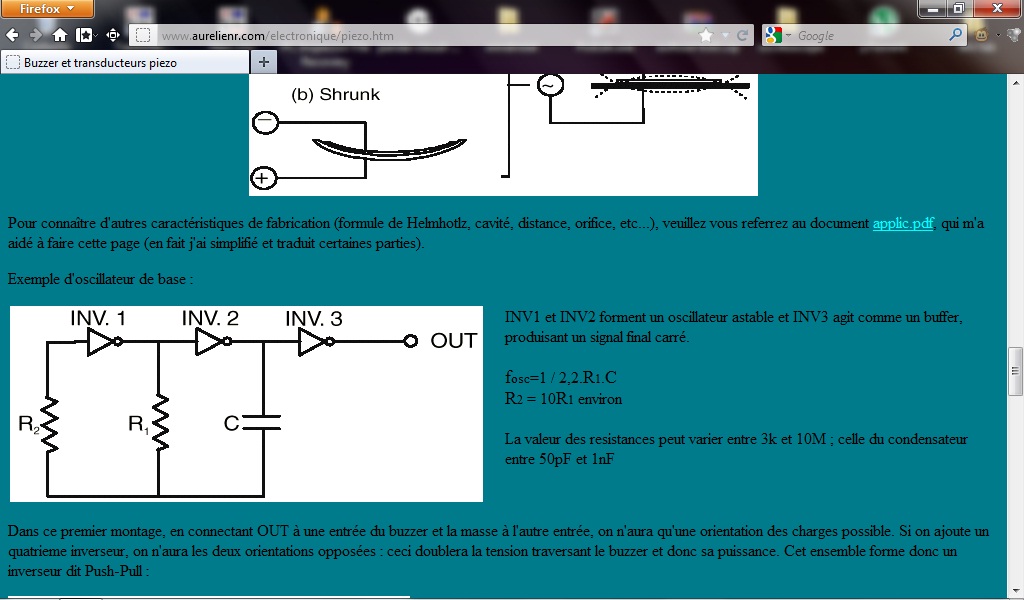 Firefox
www.aurelienr.com/electronique/piezo.htm
Google
Buzzer et transducteurs piezo
(b) Shrunk
Pour connaître d'autres caractéristiques de fabrication (formule de Helmhotlz, cavité, distance, orifice, etc...), veuillez vous referrez au document applic.pdf, qui m'a
aidé à faire cette page (en fait j'ai simplifié et traduit certaines parties).
Exemple d'oscillateur de base :
INV. 1 INV. 2 INV. 3
OUT
R2 R1 C
INV1 et INV2 forment un oscillateur astable et INV3 agit comme un buffer,
produisant un signal final carré.
fosc=1 / 2,2.R1.C
R2 = 10R1 environ
La valeur des resistances peut varier entre 3k et 10M ; celle du condensateur
entre 50pF et 1nF
Dans ce premier montage, en connectant OUT à une entrée du buzzer et la masse à l'autre entrée, on n'aura qu'une orientation des charges possible. Si on ajoute un
quatrieme inverseur, on n'aura les deux orientations opposées : ceci doublera la tension traversant le buzzer et donc sa puissance. Cet ensemble forme donc un
inverseur dit Push-Pull :